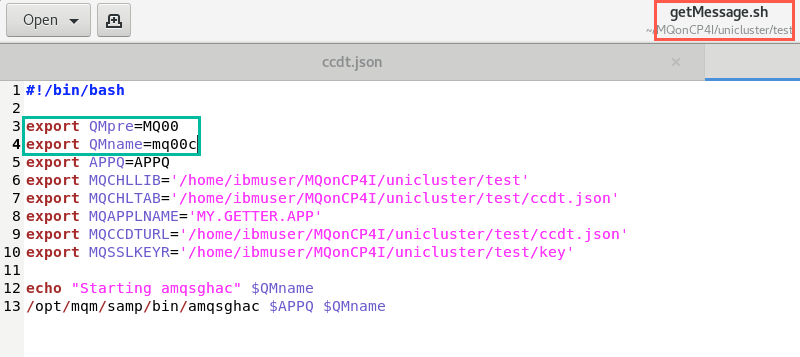 Open
getMessage.sh
~/MQonCP4I/unicluster/test
ccdt.json ×
1 #!/bin/bash
2
3 export QMpre=MQ00
4 export QMname=mq00c
5 export APPQ=APPQ
6 export MQCHLLIB='/home/ibmuser/MQonCP4I/unicluster/test'
7 export MQCHLTAB='/home/ibmuser/MQonCP4I/unicluster/test/ccdt.json'
8 export MQAPPLNAME='MY.GETTER.APP'
9 export MQCCDTURL='/home/ibmuser/MQonCP4I/unicluster/test/ccdt.json'
10 export MQSSLKEYR='/home/ibmuser/MQonCP4I/unicluster/test/key'
11
12 echo "Starting amqsghac" $QMname
13 /opt/mqm/samp/bin/amqsghac $APPQ $QMname